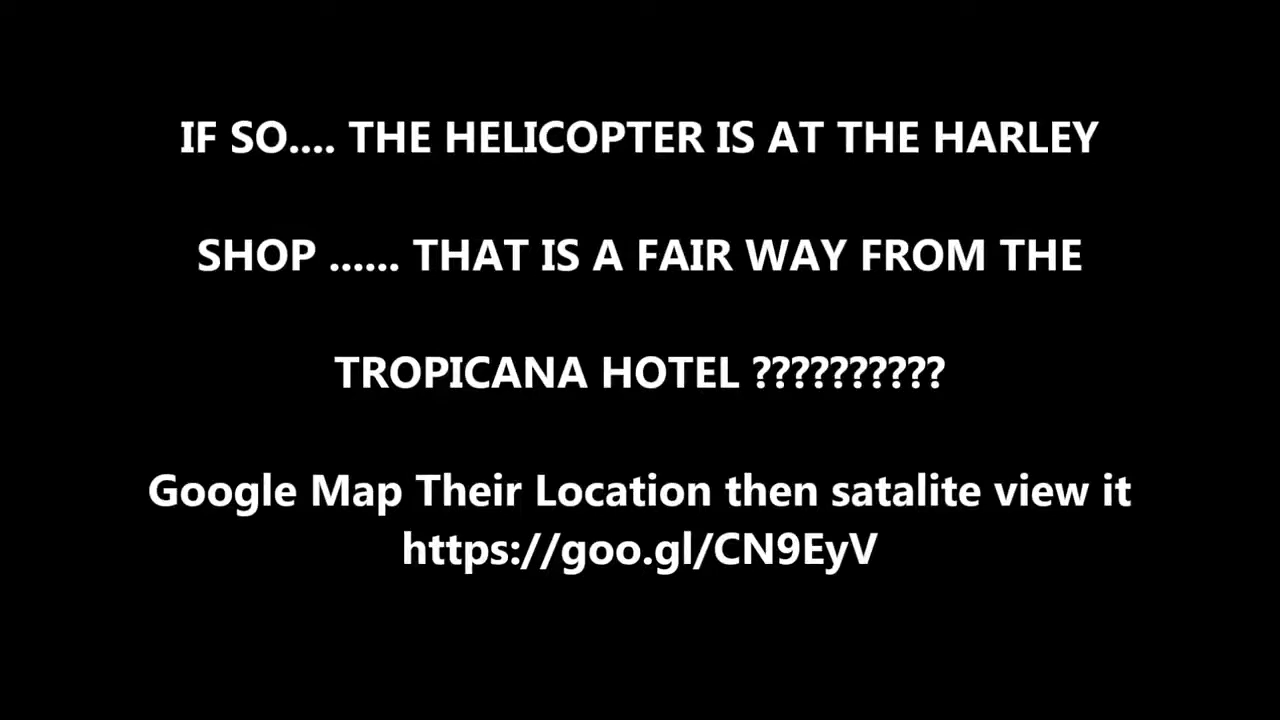 IF SO.... THE HELICOPTER IS AT THE HARLEY
SHOP ...... THAT IS A FAIR WAY FROM THE
TROPICANA HOTEL ??????????
Google Map Their Location then satalite view it
https://goo.gl/CN9EyV